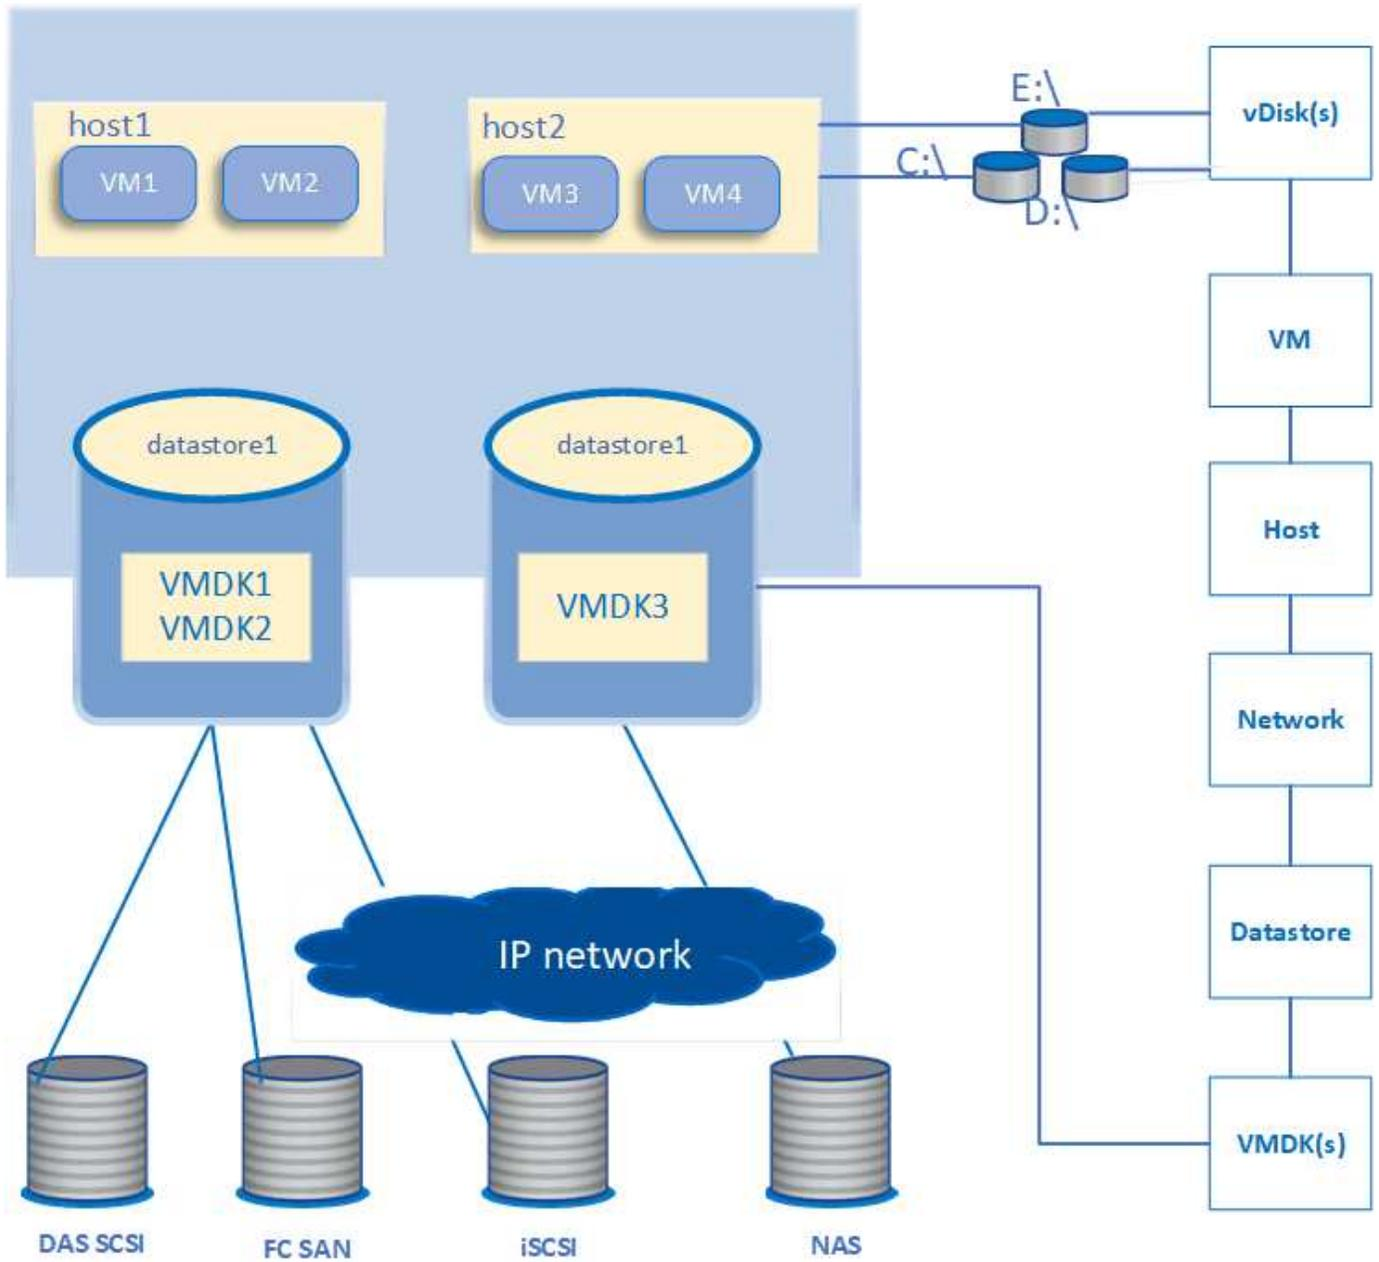 host1
VM1
VM2
host2
VM3
VM4
E:\
C:\
D:\
vDisk(s)
VM
Host
Network
Datastore
VMDK(s)
datastore1
VMDK1
VMDK2
datastore1
VMDK3
IP network
DAS SCSI
FC SAN
iSCSI
NAS